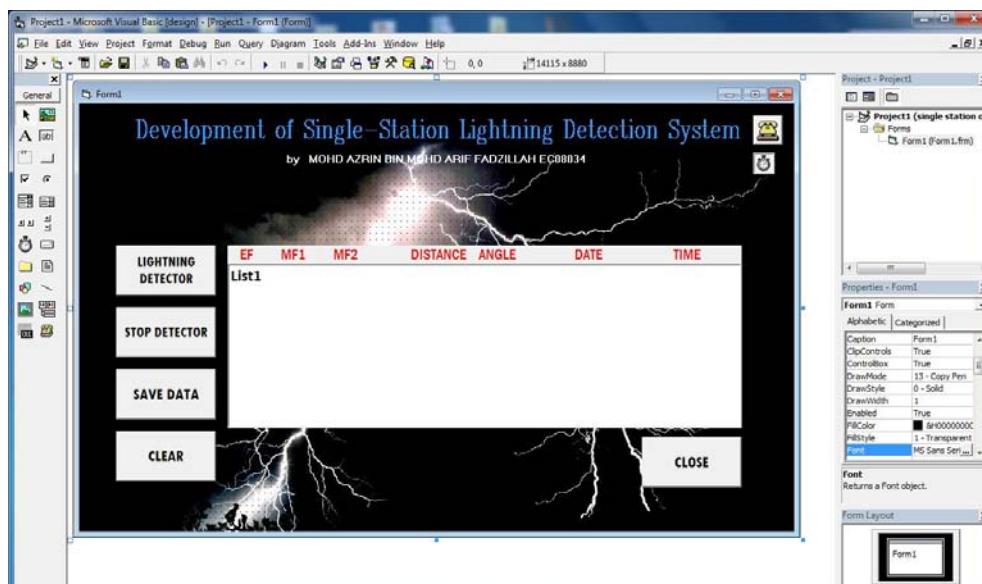 Project1 - Microsoft Visual Basic [design] - [Project1 - Form1 (Form)]
File Edit View Project Format Debug Run Query Diagram Tools Add-Ins Window Help
0,0 14115 x 8880
General
Form1
Development of Single-Station Lightning Detection System
by MOHD AZRIN BIN MOHD ARIF FADZILLAH EC08034
EF MF1 MF2 DISTANCE ANGLE DATE TIME
List1
LIGHTNING
DETECTOR
STOP DETECTOR
SAVE DATA
CLEAR
CLOSE
Project - Project1
Project1 (single station
Forms
Form1 (Form1.frm)
Properties - Form1
Form1 Form
Alphabetic Categorized
Caption Form1
ClipControls True
ControlBox True
DrawMode 13 - Copy Pen
DrawStyle 0 - Solid
DrawWidth 1
Enabled True
FillColor
FillStyle 1 - Transparent
Font MS Sans Seri ...
Font
Returns a Font object.
Form Layout
Form1